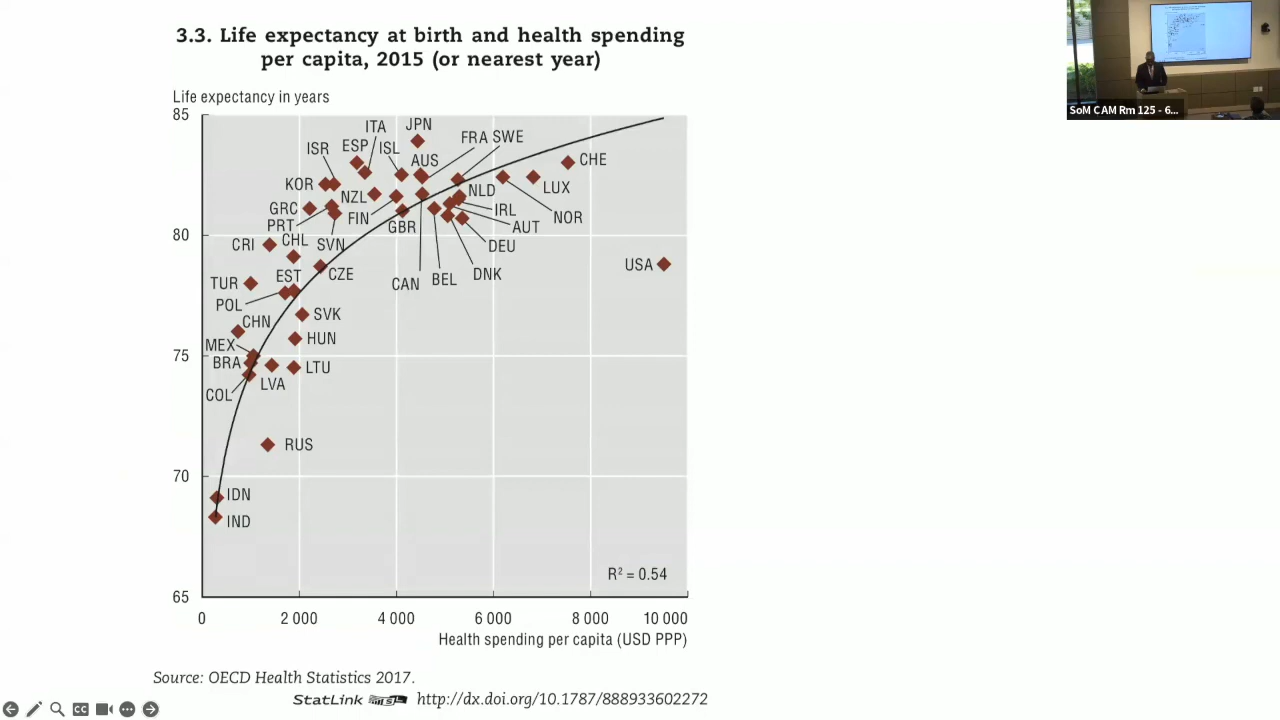 3.3. Life expectancy at birth and health spending
per capita, 2015 (or nearest year)
Life expectancy in years
85
80
75
70
65
JPN
ITA
ESP
ISL
ISR
FRA
SWE
AUS
CHE
KOR
NZL
NLD
LUX
GRC
PRT
FIN
GBR
IRL
NOR
AUT
CRI
CHL
SVN
DEU
USA
EST
CZE
CAN
BEL
DNK
TUR
POL
CHN
SVK
MEX
HUN
BRA
LTU
LVA
COL
RUS
IDN
IND
R² = 0.54
0
2 000
4 000
6 000
8 000
10 000
Health spending per capita (USD PPP)
Source: OECD Health Statistics 2017.
StatLink http://dx.doi.org/10.1787/888933602272
CC
SoM CAM Rm 125 - 6...